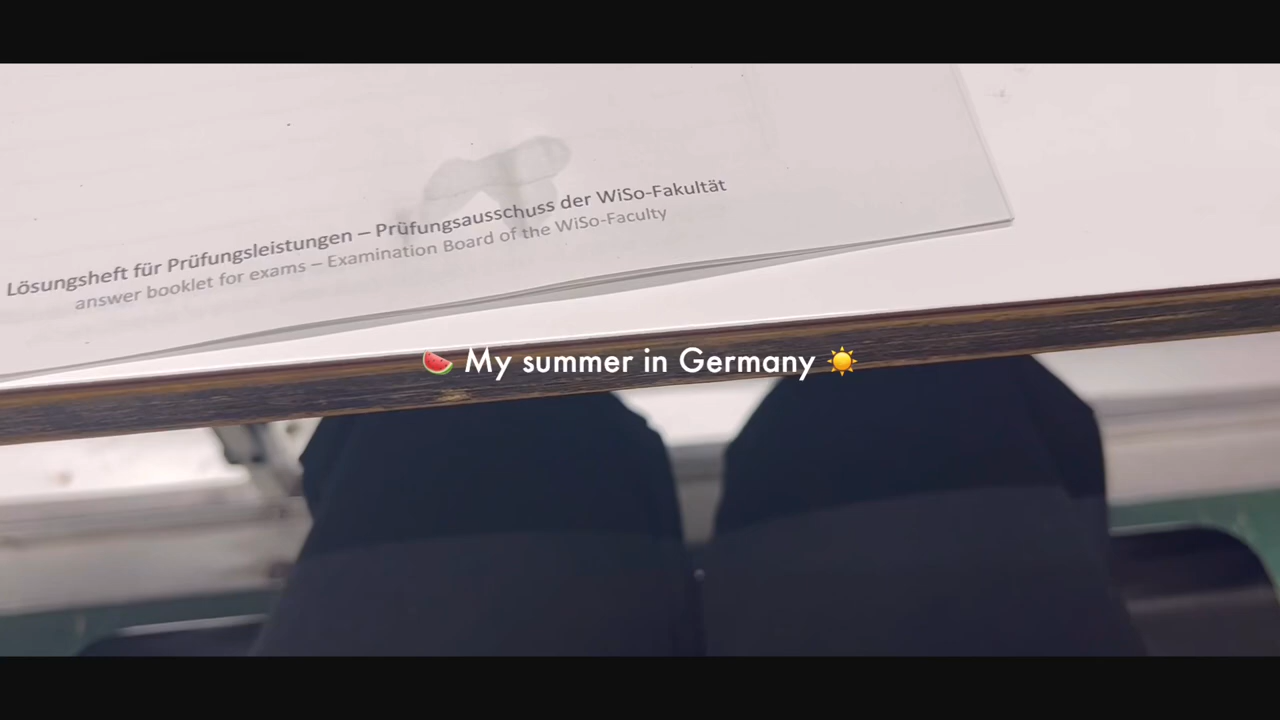 Lösungsheft für Prüfungsleistungen – Prüfungsausschuss der WiSo-Fakultät
answer booklet for exams – Examination Board of the WiSo-Faculty
🍉 My summer in Germany ☀️